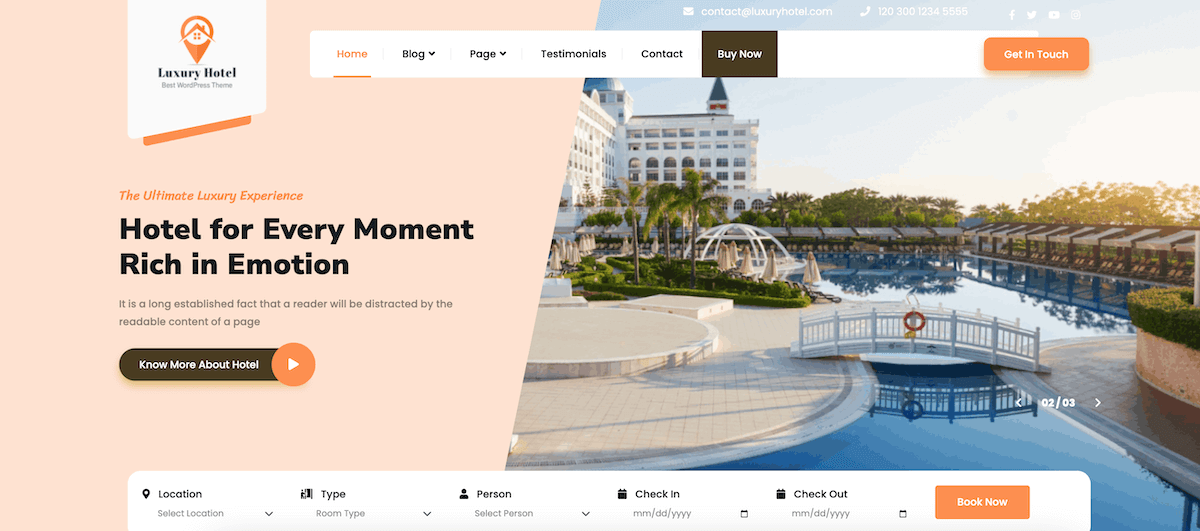 contact@luxuryhotel.com
120 300 1234 5555
Luxury Hotel
Best WordPress Theme
Home
Blog
Page
Testimonials
Contact
Buy Now
Get In Touch
The Ultimate Luxury Experience
Hotel for Every Moment
Rich in Emotion
It is a long established fact that a reader will be distracted by the
readable content of a page
Know More About Hotel
02 / 03
Location
Select Location
Type
Room Type
Person
Select Person
Check In
mm/dd/yyyy
Check Out
mm/dd/yyyy
Book Now